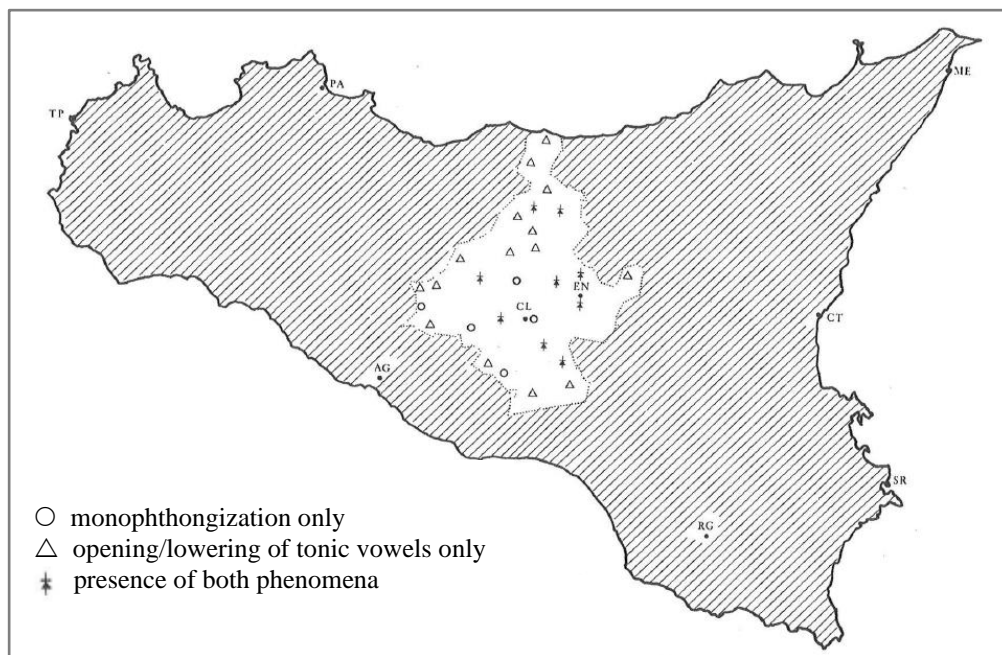 ME
PA
TP
EN
CL
CT
AG
SR
RG
monophthongization only
opening/lowering of tonic vowels only
presence of both phenomena